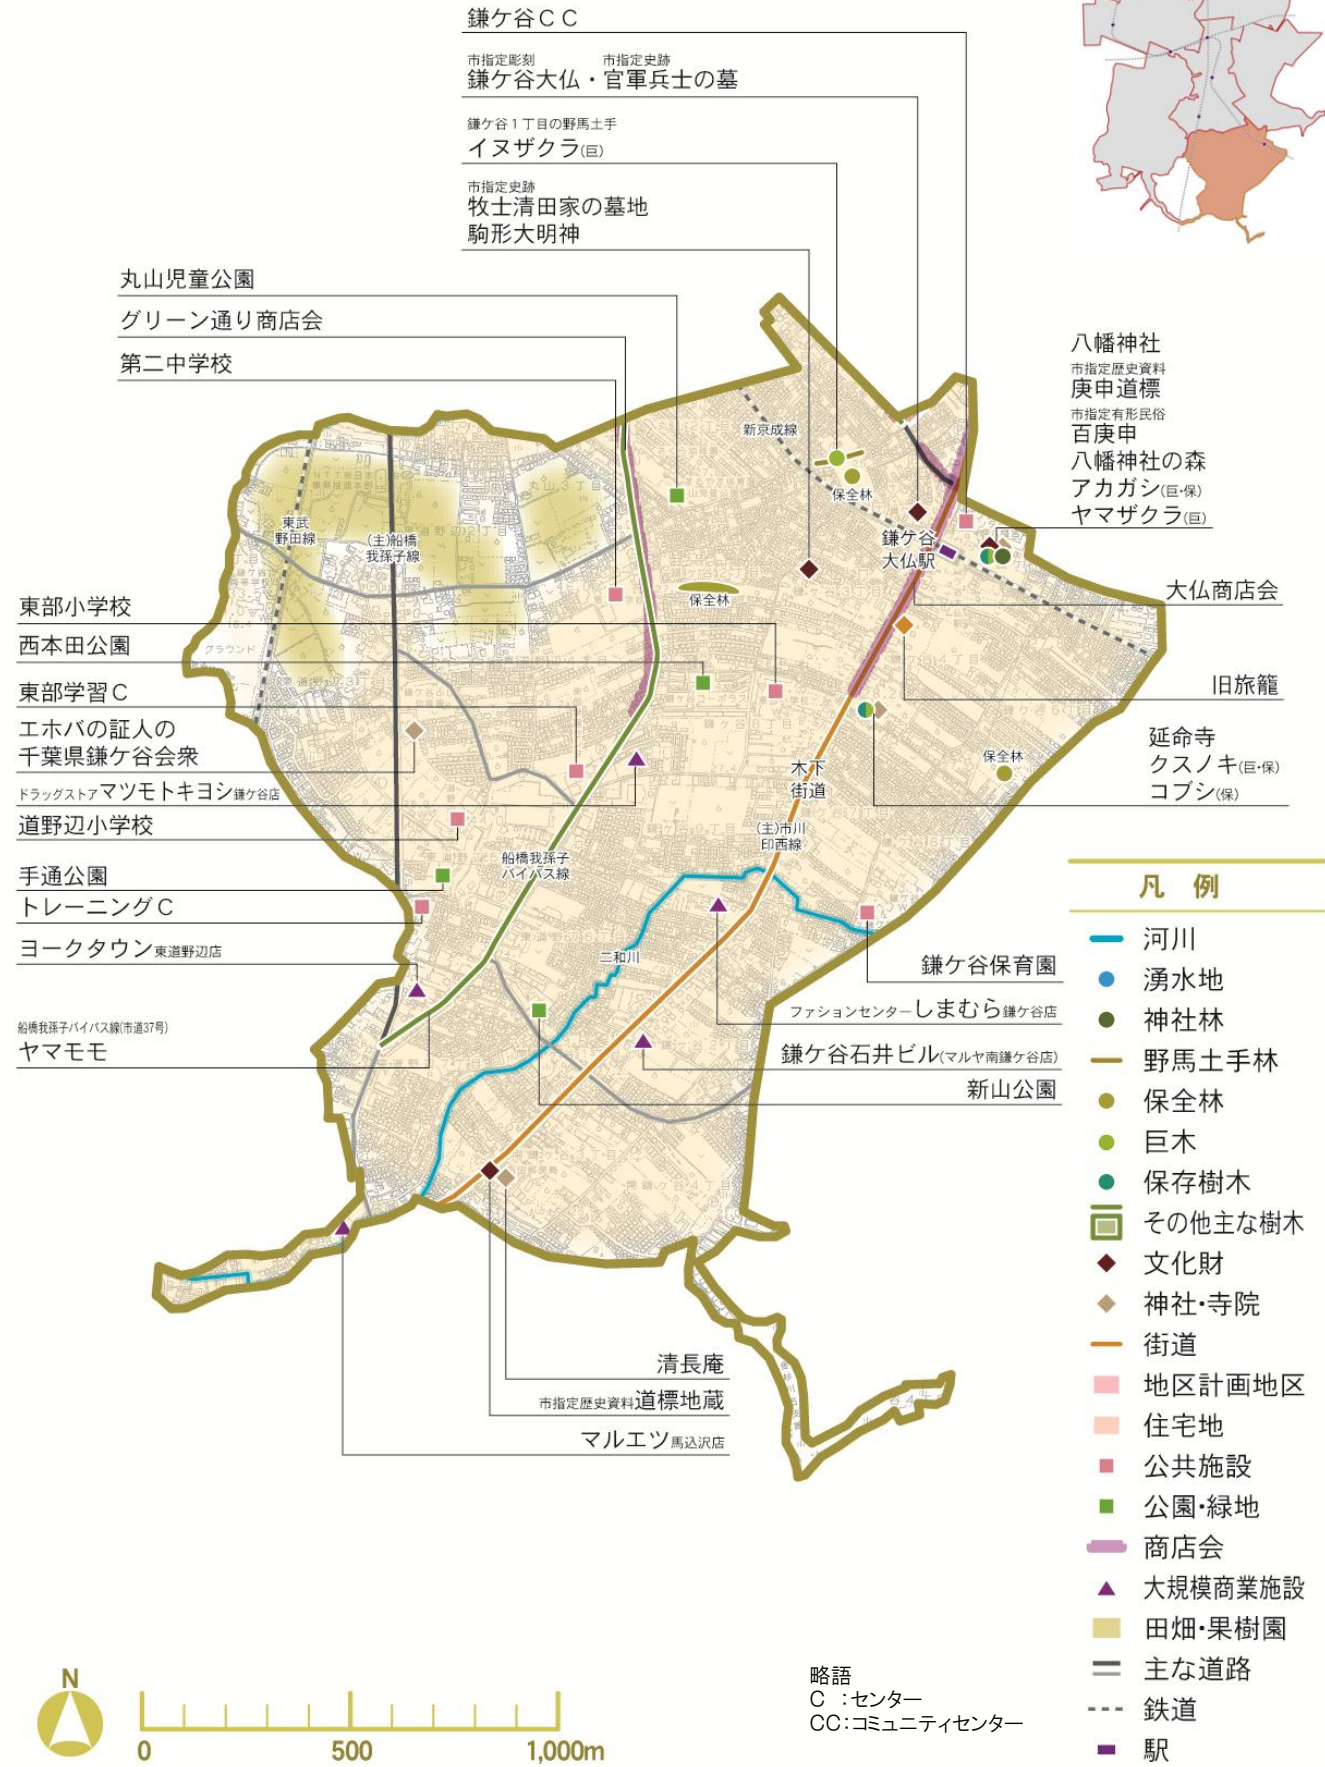 鎌ケ谷CC
市指定彫刻 市指定史跡
鎌ケ谷大仏・官軍兵士の墓
鎌ケ谷1丁目の野馬土手
イヌザクラ(巨)
市指定史跡
牧士清田家の墓地
駒形大明神
丸山児童公園
グリーン通り商店会
第二中学校
八幡神社
市指定歴史資料
庚申道標
市指定有形民俗
百庚申
八幡神社の森
アカガシ(巨・保)
ヤマザクラ(巨)
新京成線
保全林
東武
野田線
(主)船橋
我孫子線
丸山3丁目
鎌ケ谷
大仏駅
保全林
大仏商店会
東部小学校
西本田公園
グラウンド
東部学習C
旧旅籠
エホバの証人の
千葉県鎌ケ谷会衆
延命寺
クスノキ(巨・保)
コブシ(保)
保全林
木下
街道
ドラッグストアマツモトキヨシ鎌ケ谷店
道野辺小学校
(主)市川
印西線
船橋我孫子
バイパス線
手通公園
トレーニングC
ヨークタウン東道野辺店
二和川
鎌ケ谷保育園
ファションセンターしまむら鎌ケ谷店
船橋我孫子バイパス線(市道37号)
ヤマモモ
鎌ケ谷石井ビル(マルヤ南鎌ケ谷店)
新山公園
清長庵
市指定歴史資料道標地蔵
マルエツ馬込沢店
凡 例
河川
湧水地
神社林
野馬土手林
保全林
巨木
保存樹木
その他主な樹木
文化財
神社・寺院
街道
地区計画地区
住宅地
公共施設
公園・緑地
商店会
大規模商業施設
田畑・果樹園
主な道路
鉄道
駅
略語
C :センター
CC:コミュニティセンター
N
0 500 1,000m